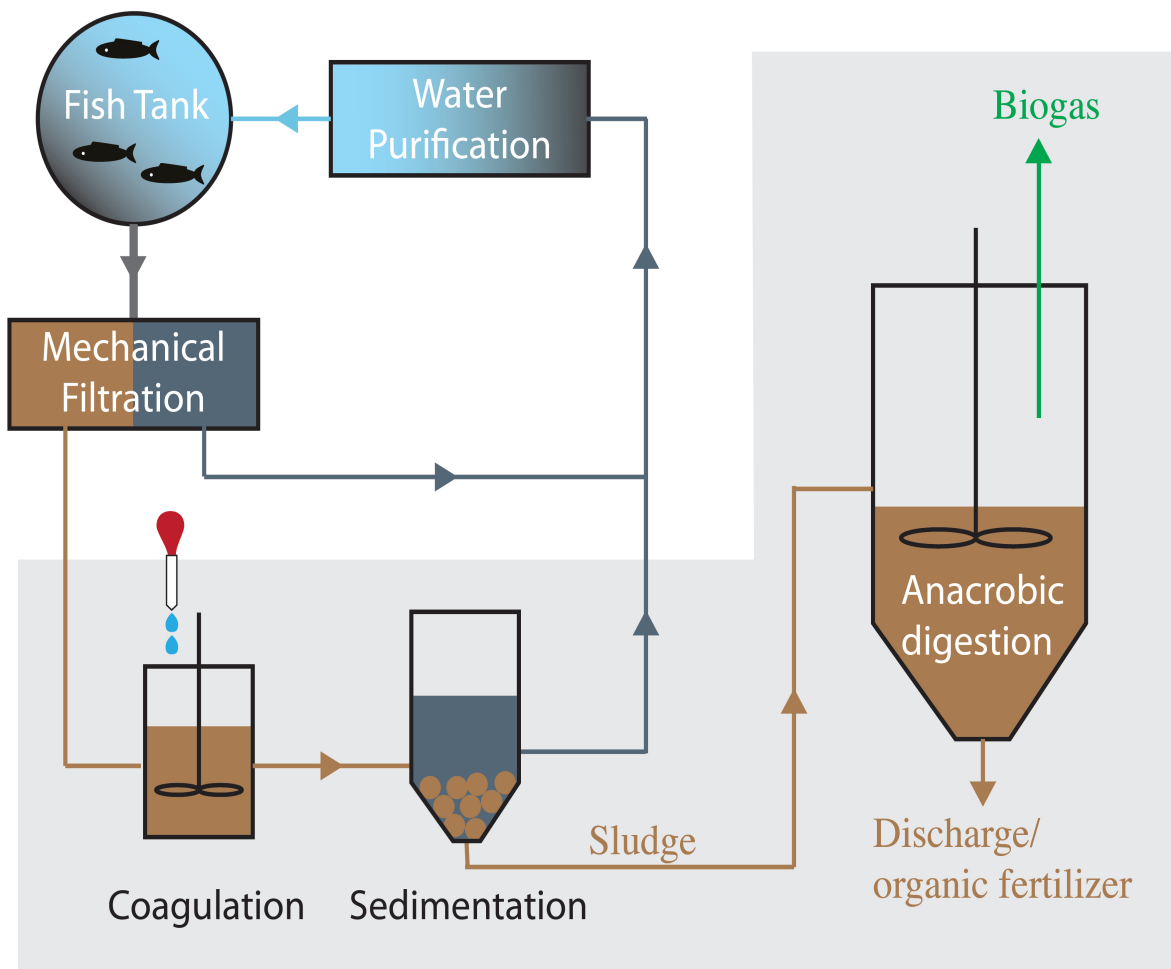 Fish Tank
Water
Purification
Biogas
Mechanical
Filtration
Anacrobic
digestion
Sludge
Discharge/
organic fertilizer
Coagulation
Sedimentation